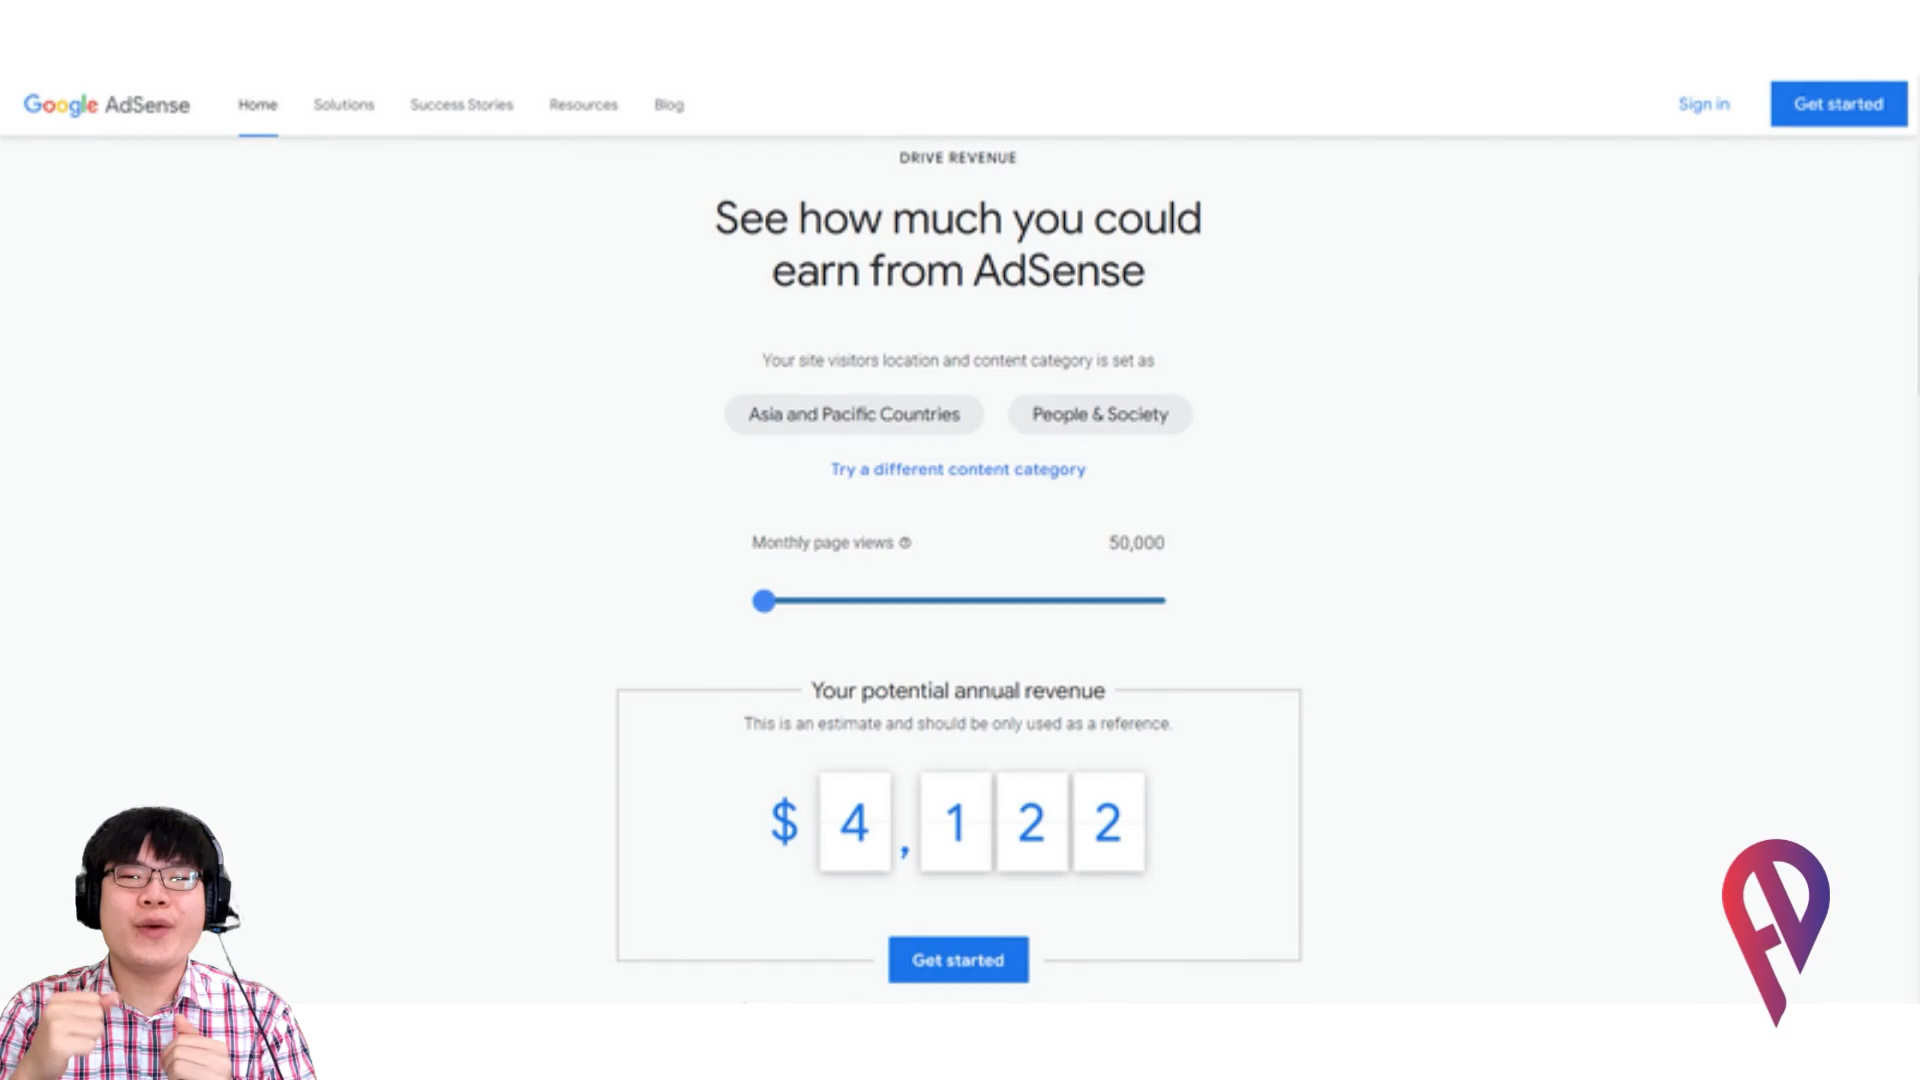 Google AdSense Home Solutions Success Stories Resources Blog Sign in Get started
DRIVE REVENUE
See how much you could
earn from AdSense
Your site visitors location and content category is set as
Asia and Pacific Countries People & Society
Try a different content category
Monthly page views 50,000
Your potential annual revenue
This is an estimate and should be only used as a reference.
$ 4,122
Get started